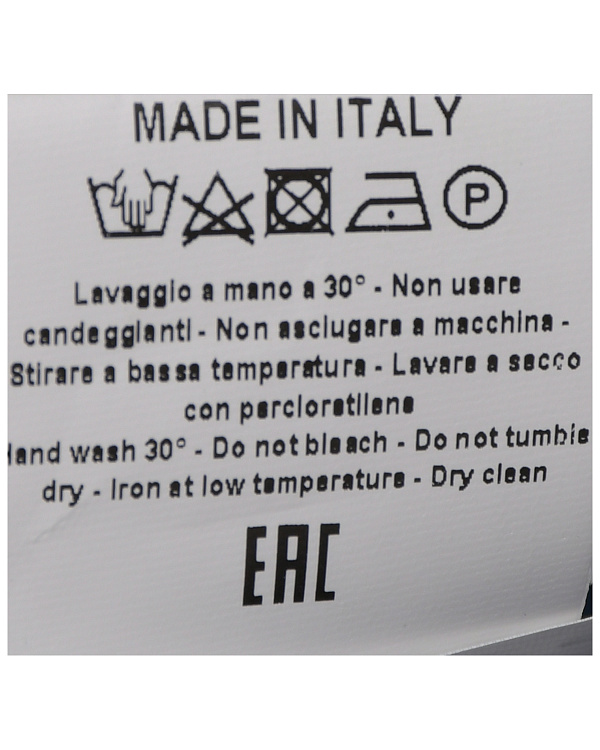 MADE IN ITALY
P
Lavaggio a mano a 30° - Non usare
candeggianti - Non asciugare a macchina -
Stirare a bassa temperatura - Lavare a secco
con percloretilene
Hand wash 30° - Do not bleach - Do not tumble
dry - Iron at low temperature - Dry clean
EAC